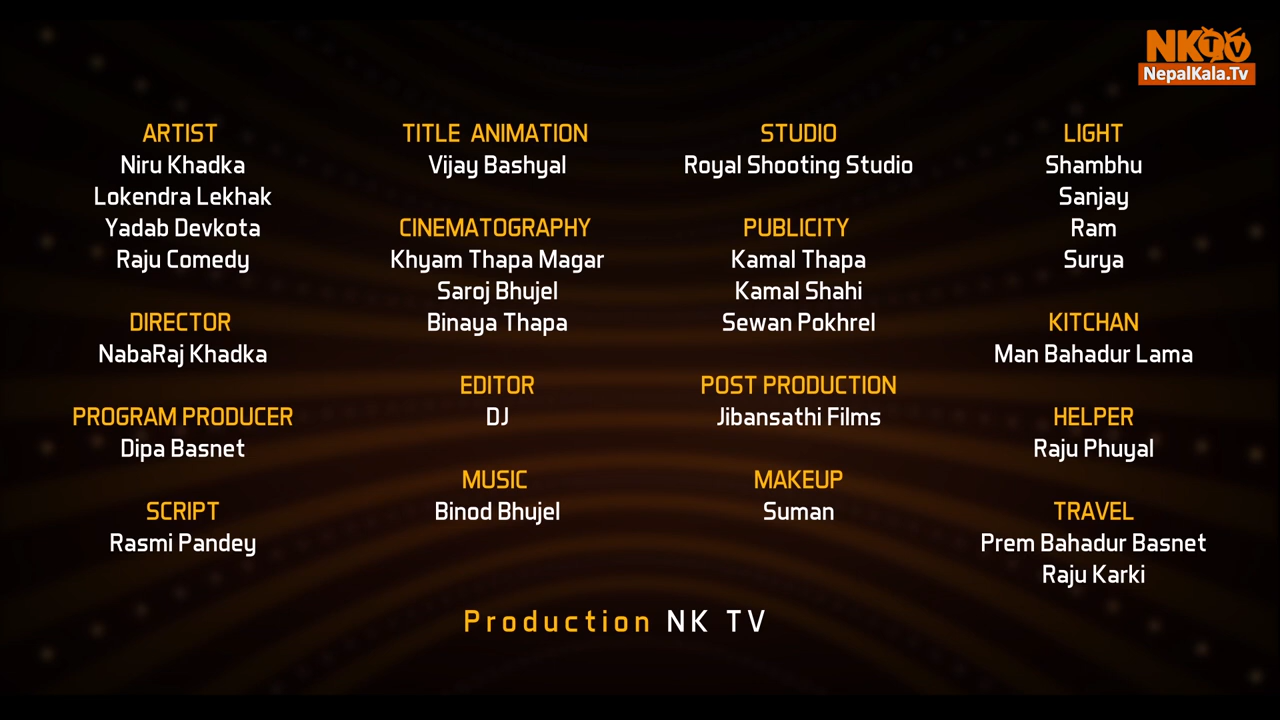 NKTV
NepalKala.Tv
ARTIST
Niru Khadka
Lokendra Lekhak
Yadab Devkota
Raju Comedy
DIRECTOR
NabaRaj Khadka
PROGRAM PRODUCER
Dipa Basnet
SCRIPT
Rasmi Pandey
TITLE ANIMATION
Vijay Bashyal
CINEMATOGRAPHY
Khyam Thapa Magar
Saroj Bhujel
Binaya Thapa
EDITOR
DJ
MUSIC
Binod Bhujel
STUDIO
Royal Shooting Studio
PUBLICITY
Kamal Thapa
Kamal Shahi
Sewan Pokhrel
POST PRODUCTION
Jibansathi Films
MAKEUP
Suman
LIGHT
Shambhu
Sanjay
Ram
Surya
KITCHAN
Man Bahadur Lama
HELPER
Raju Phuyal
TRAVEL
Prem Bahadur Basnet
Raju Karki
Production NK TV